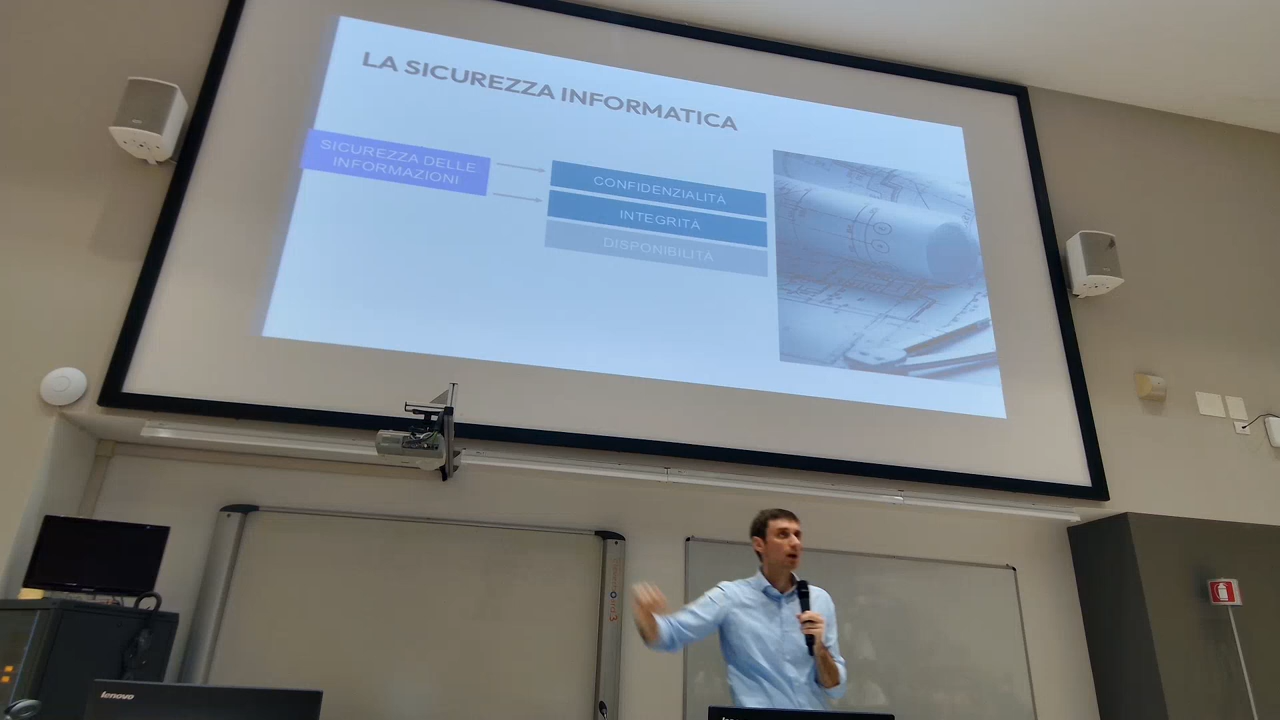 LA SICUREZZA INFORMATICA
SICUREZZA DELLE
INFORMAZIONI
CONFIDENZIALITÀ
INTEGRITÀ
DISPONIBILITÀ
lenovo